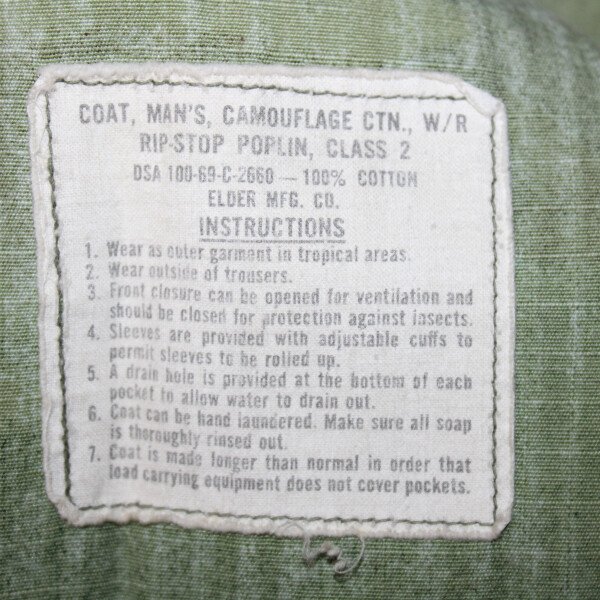 COAT, MAN'S, CAMOUFLAGE CTN., W/R
RIP-STOP POPLIN, CLASS 2
DSA 100-69-C-2660 — 100% COTTON
ELDER MFG. CO.
INSTRUCTIONS
1. Wear as outer garment in tropical areas.
2. Wear outside of trousers.
3. Front closure can be opened for ventilation and
should be closed for protection against insects.
4. Sleeves are provided with adjustable cuffs to
permit sleeves to be rolled up.
5. A drain hole is provided at the bottom of each
pocket to allow water to drain out.
6. Coat can be hand laundered. Make sure all soap
is thoroughly rinsed out.
7. Coat is made longer than normal in order that
load carrying equipment does not cover pockets.